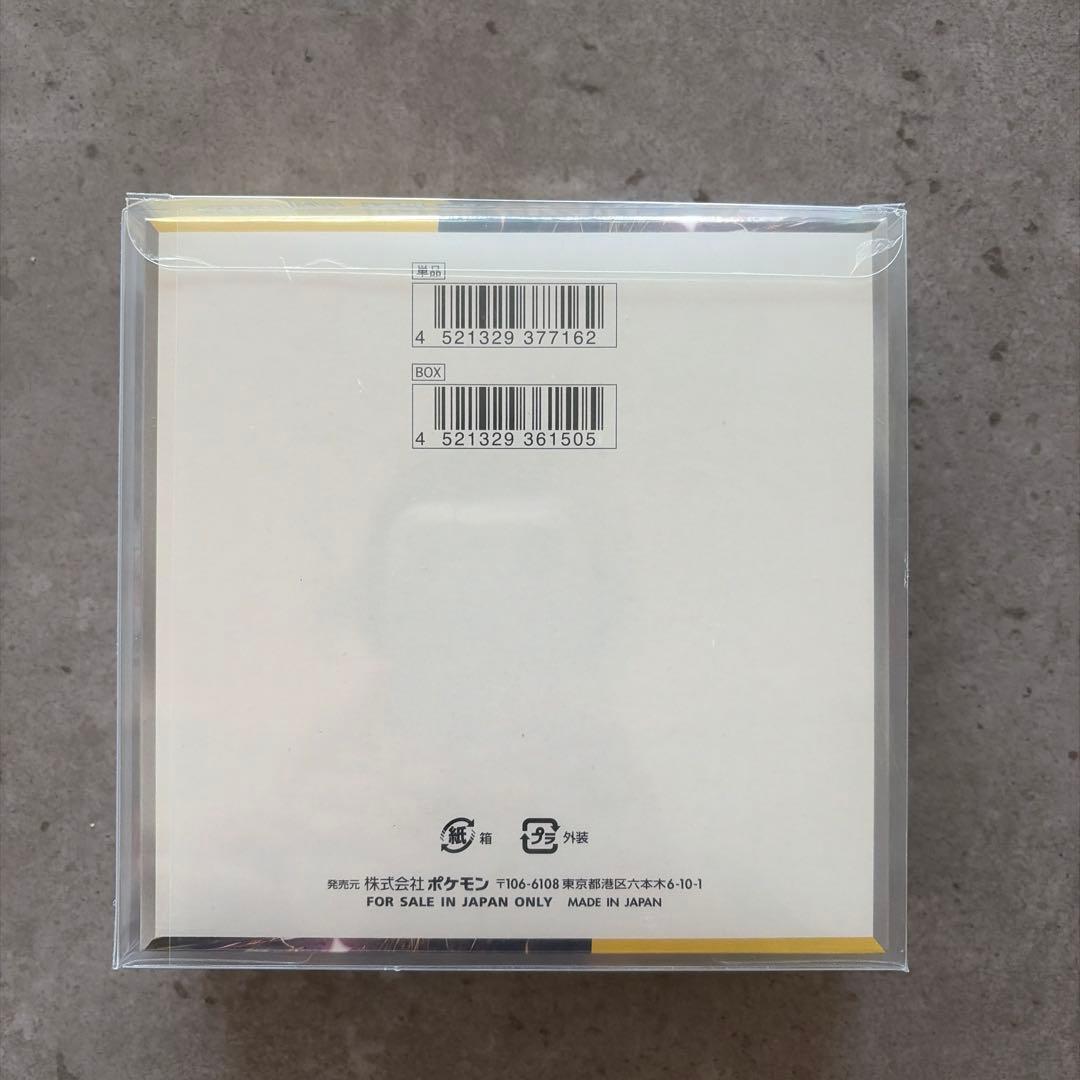 単品
4 521329 377162
BOX
4 521329 361505
紙 箱 プラ 外装
発売元 株式会社 ポケモン 〒106-6108 東京都港区六本木6-10-1
FOR SALE IN JAPAN ONLY MADE IN JAPAN